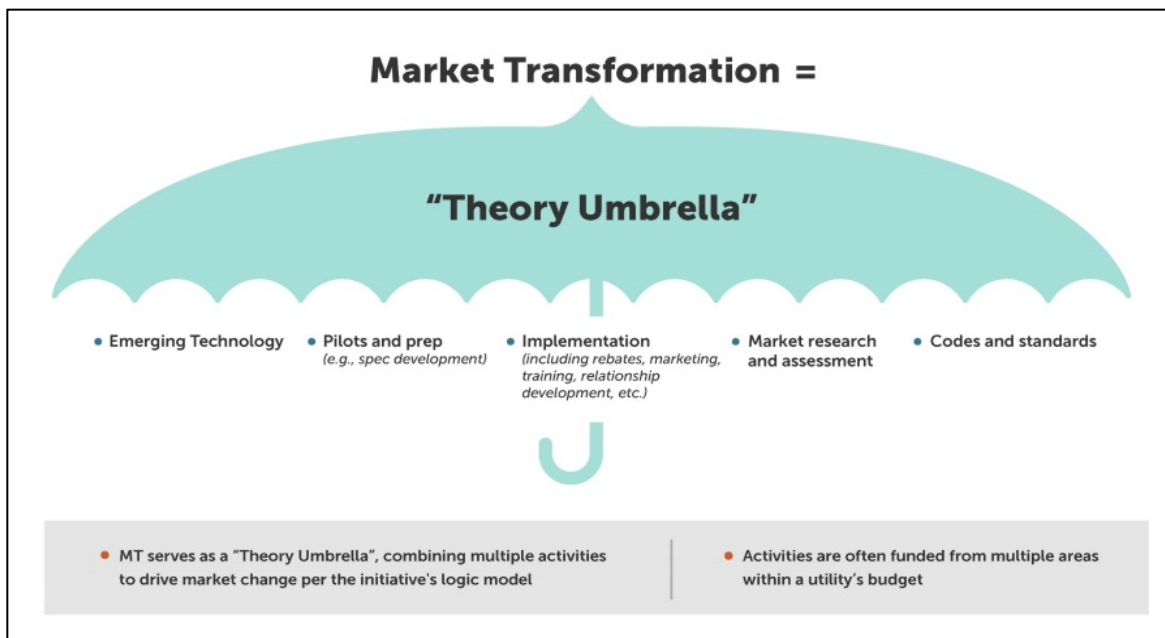 Market Transformation =
“Theory Umbrella”
• Emerging Technology
• Pilots and prep
(e.g., spec development)
• Implementation
(including rebates, marketing,
training, relationship
development, etc.)
• Market research
and assessment
• Codes and standards
• MT serves as a “Theory Umbrella”, combining multiple activities
to drive market change per the initiative's logic model
• Activities are often funded from multiple areas
within a utility’s budget